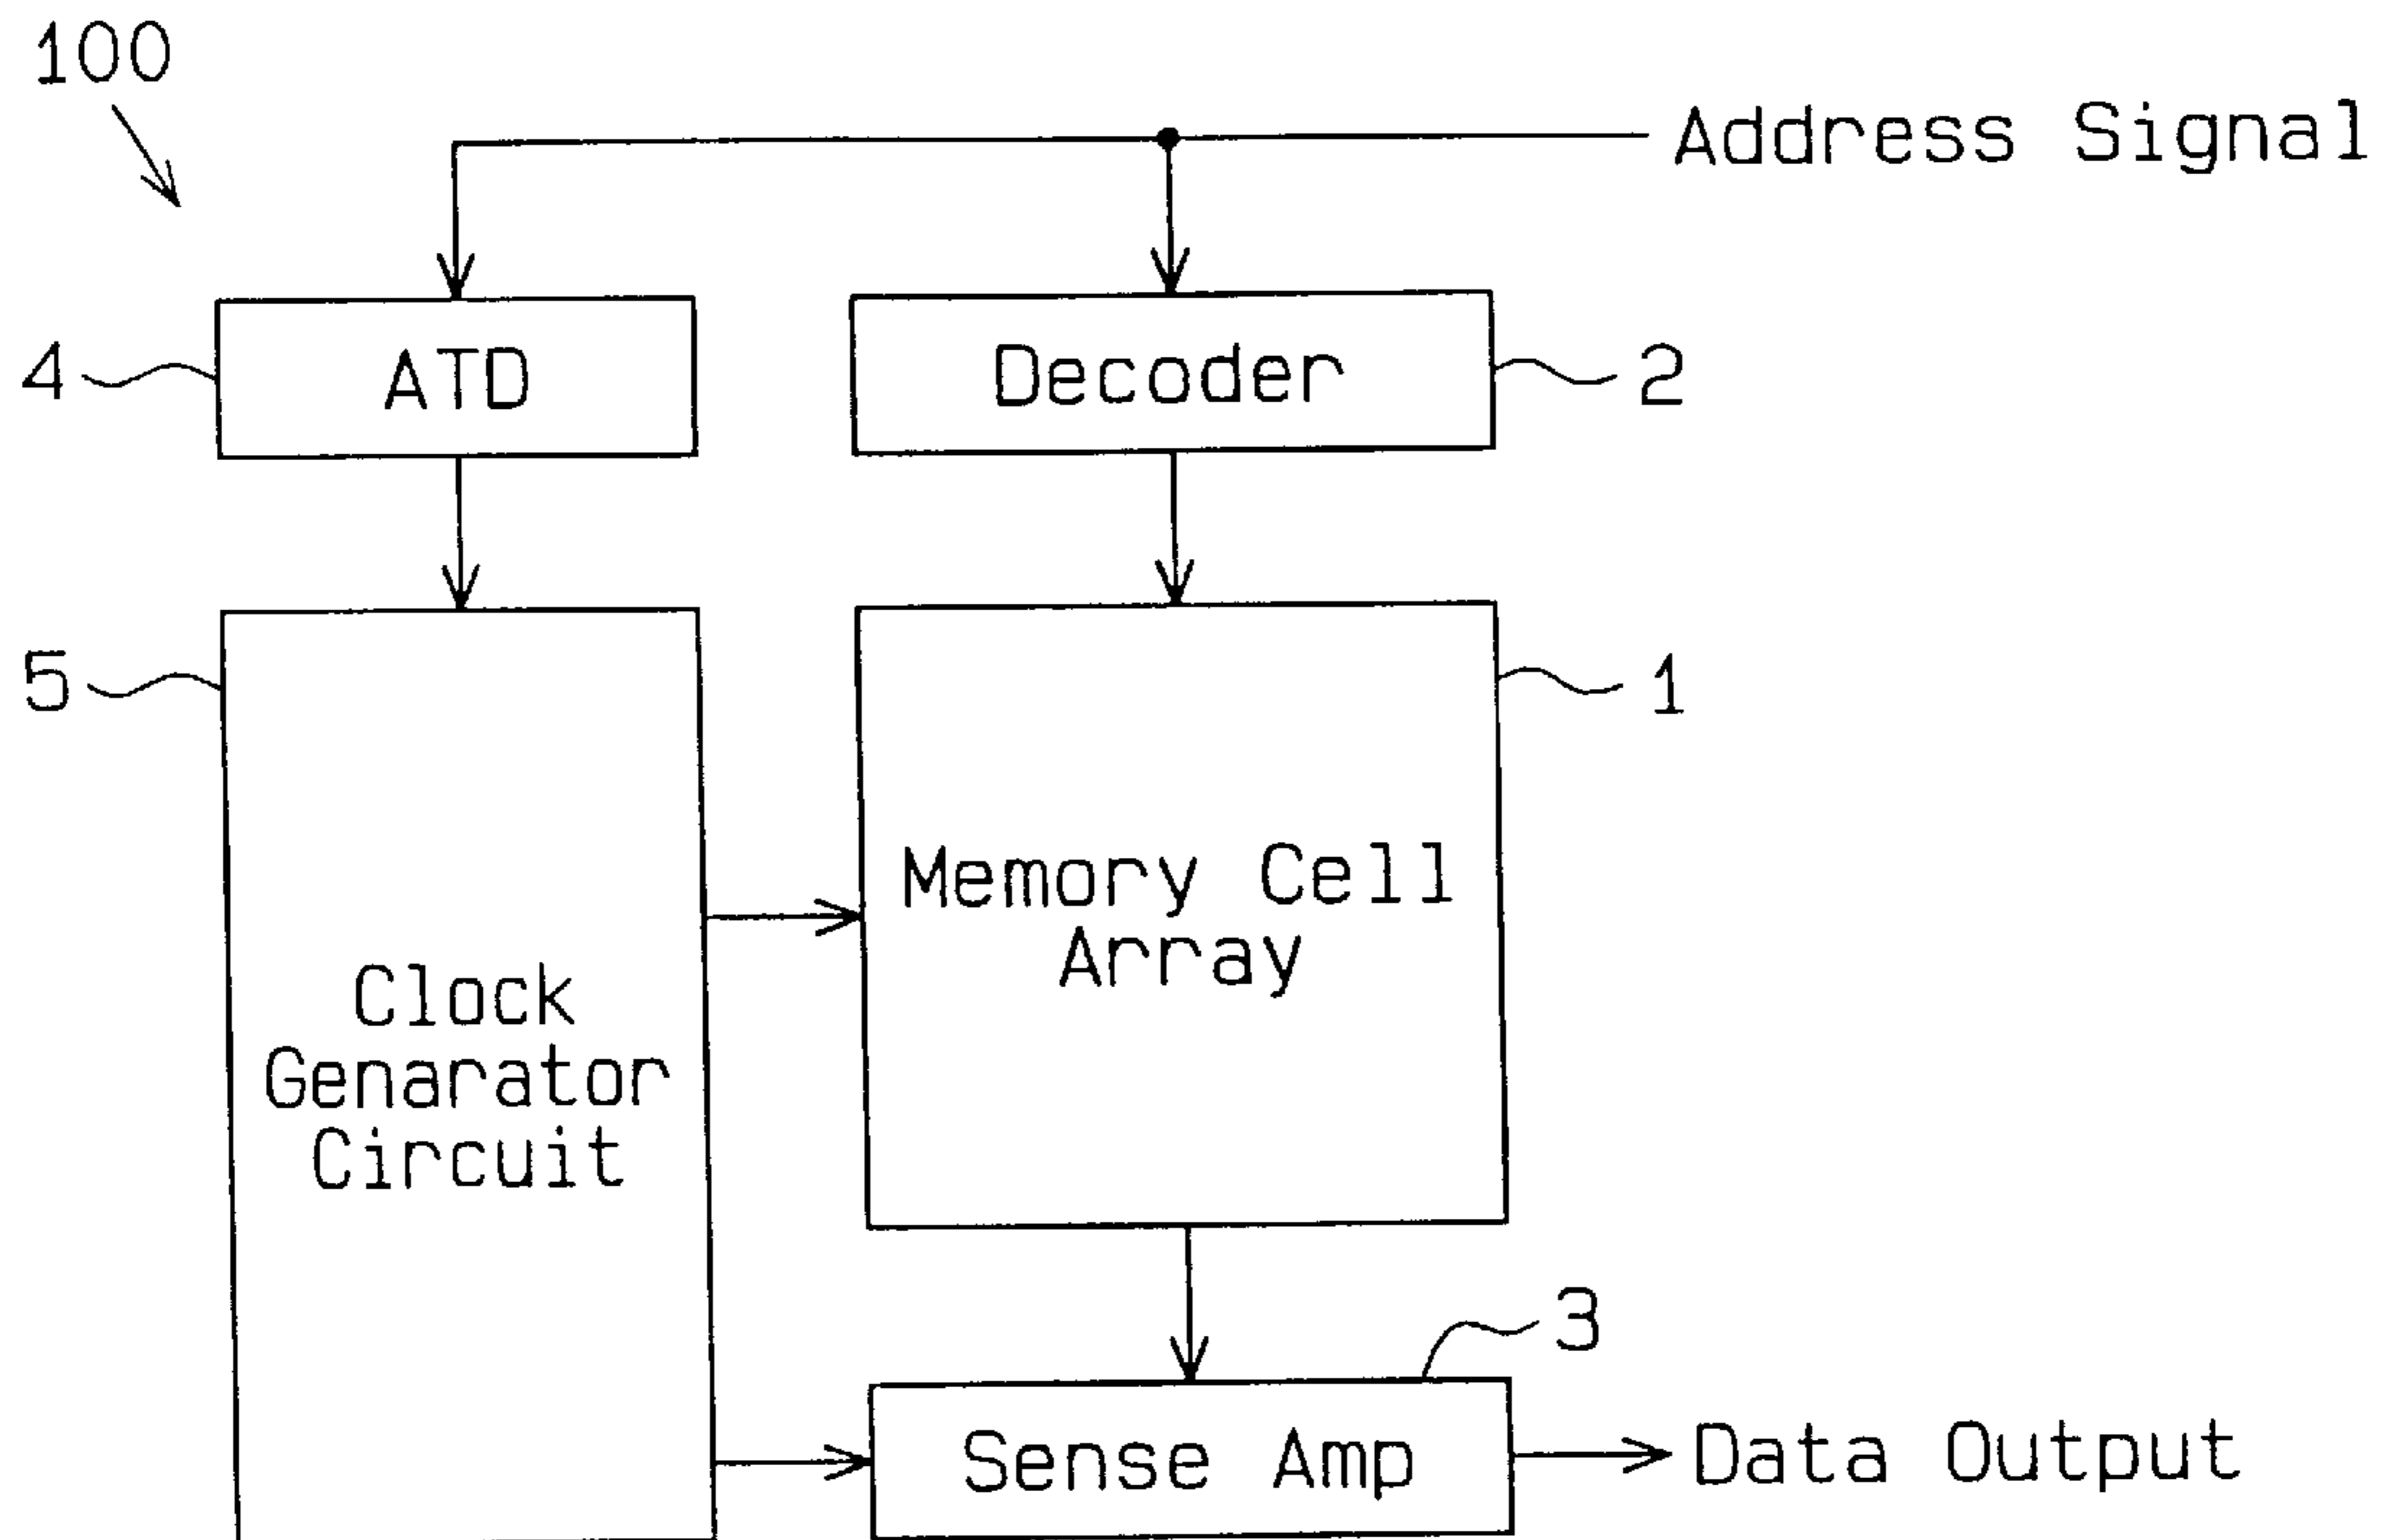 100
Address Signal
4
ATD
Decoder
2
5
1
Memory Cell
Array
Clock
Genarator
Circuit
3
Sense Amp
Data Output